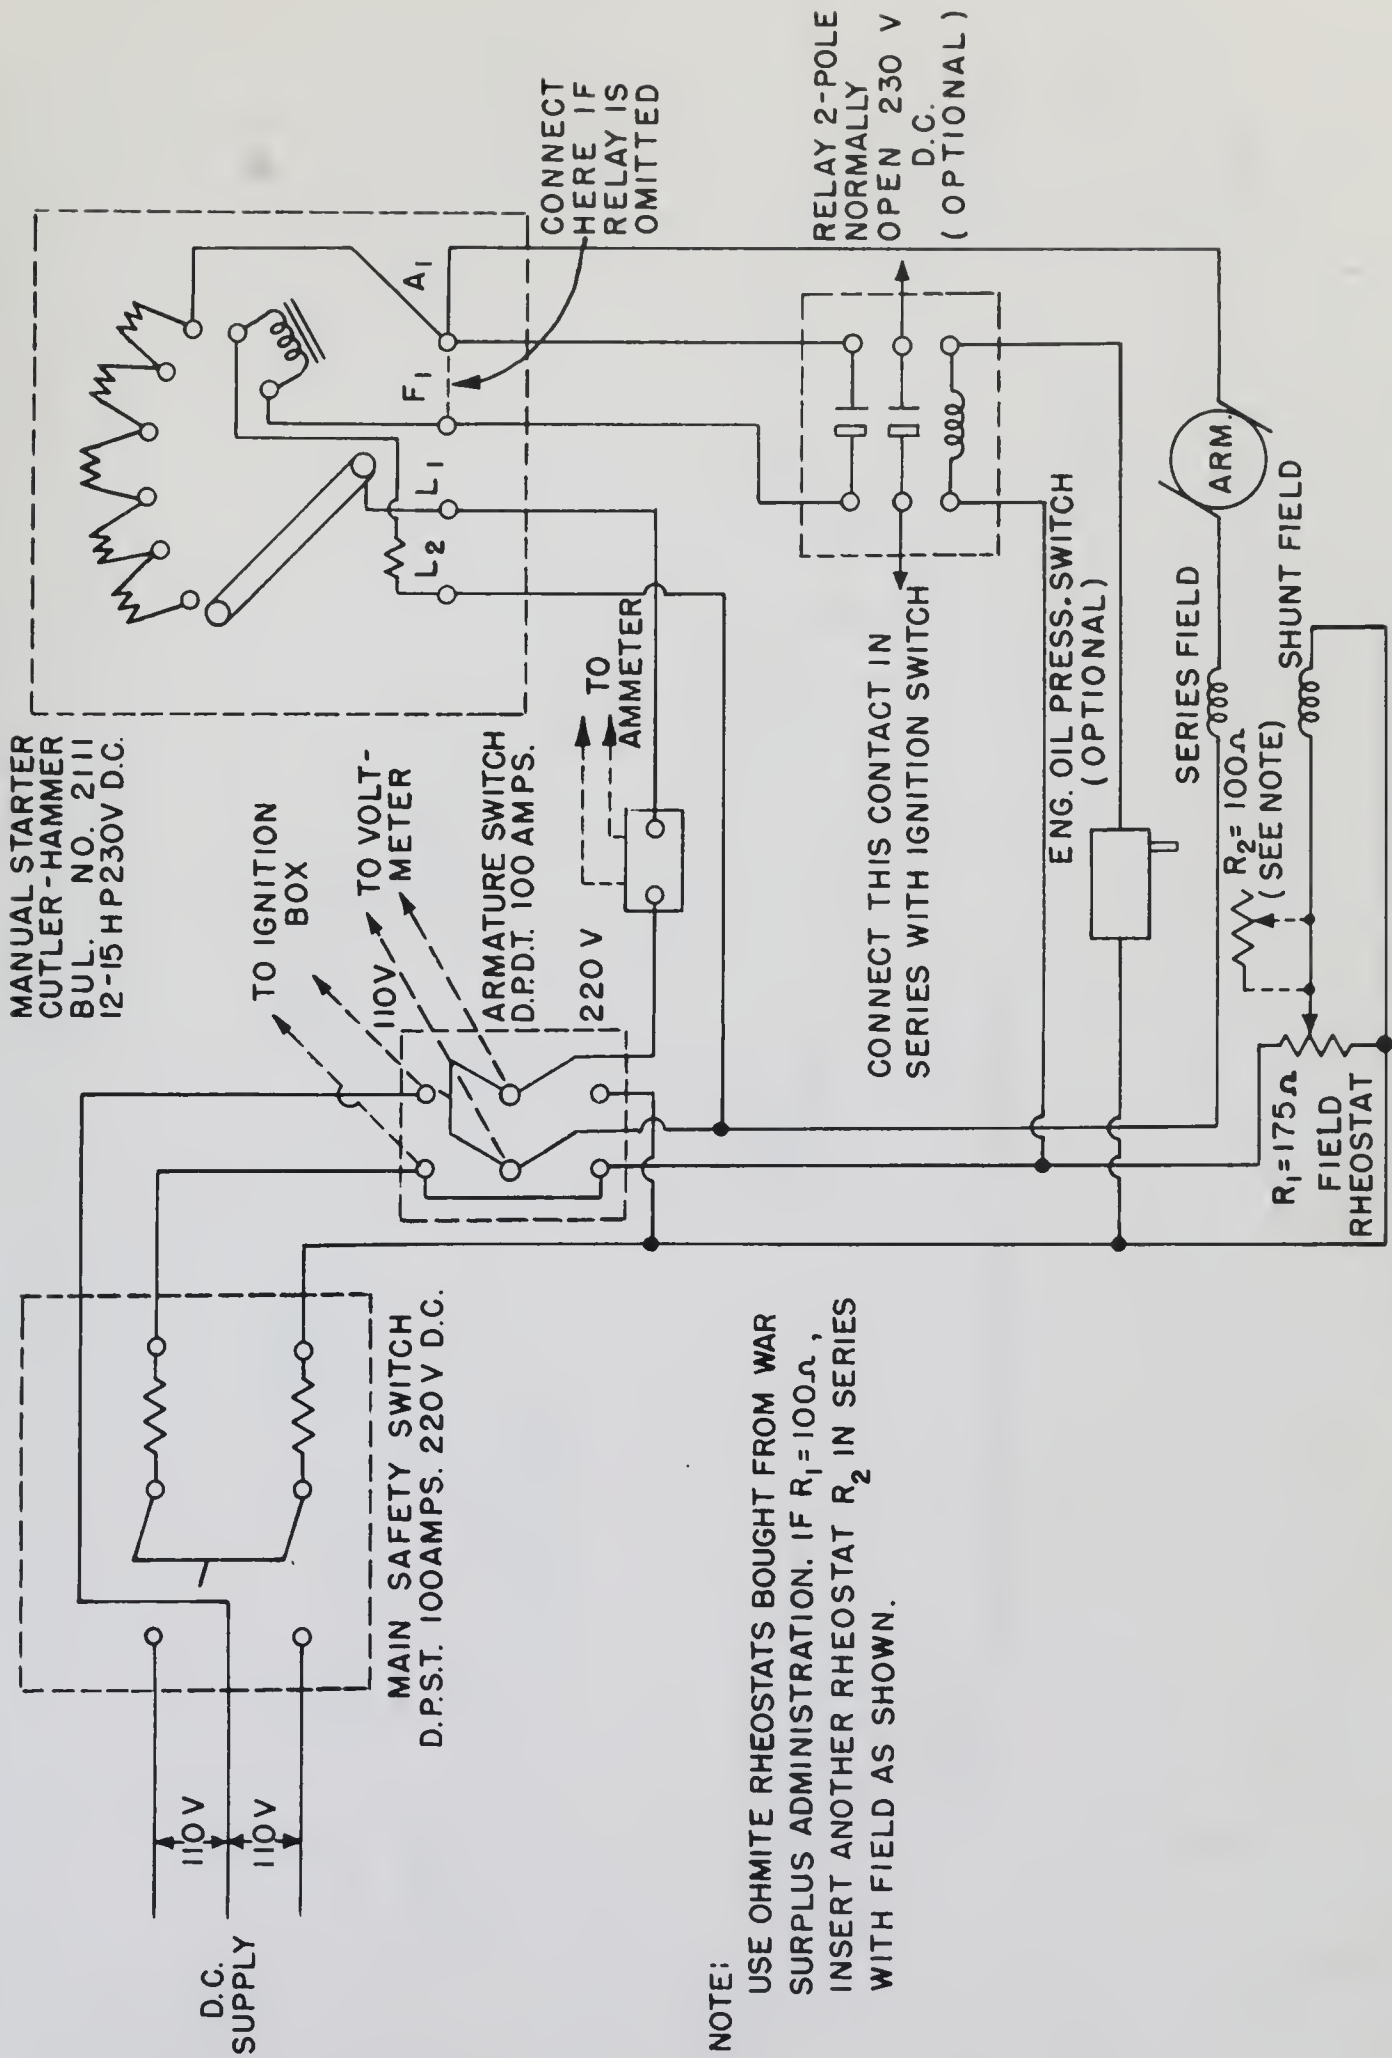 MANUAL STARTER
CUTLER-HAMMER
BUL. NO. 2111
12-15 HP 230V D.C.
CONNECT
HERE IF
RELAY IS
OMITTED
A1
F1
L1
L2
TO IGNITION
BOX
TO VOLT-
METER
110V
ARMATURE SWITCH
D.P.D.T. 100 AMPS.
220 V
TO
AMMETER
RELAY 2-POLE
NORMALLY
OPEN 230 V
D.C.
(OPTIONAL)
MAIN SAFETY SWITCH
D.P.S.T. 100AMPS. 220V D.C.
110V
110V
D.C.
SUPPLY
CONNECT THIS CONTACT IN
SERIES WITH IGNITION SWITCH
ENG. OIL PRESS. SWITCH
(OPTIONAL)
ARM.
SERIES FIELD
R2= 100Ω
(SEE NOTE)
SHUNT FIELD
R1=175Ω
FIELD
RHEOSTAT
NOTE:
USE OHMITE RHEOSTATS BOUGHT FROM WAR
SURPLUS ADMINISTRATION. IF R1=100Ω,
INSERT ANOTHER RHEOSTAT R2 IN SERIES
WITH FIELD AS SHOWN.